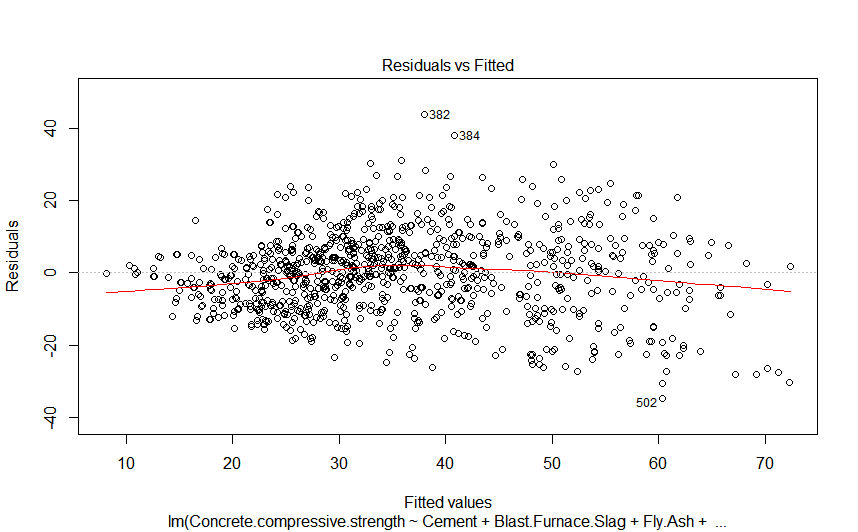 Residuals vs Fitted
Residuals
40
20
0
-20
-40
382
384
502
10 20 30 40 50 60 70
Fitted values
lm(Concrete.compressive.strength ~ Cement + Blast.Furnace.Slag + Fly.Ash + ...